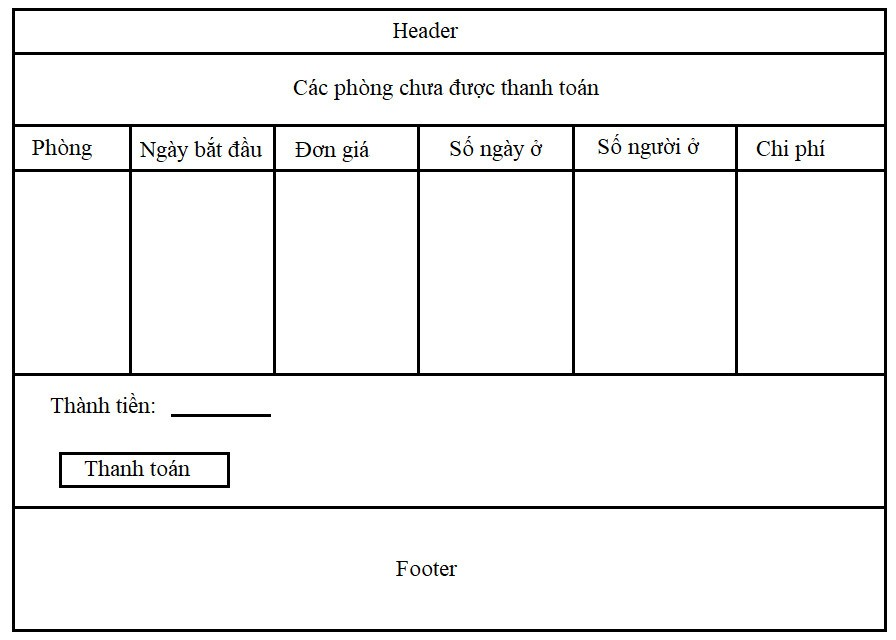 Header
Các phòng chưa được thanh toán
Phòng Ngày bắt đầu Đơn giá Số ngày ở Số người ở Chi phí
Thành tiền:
Thanh toán
Footer